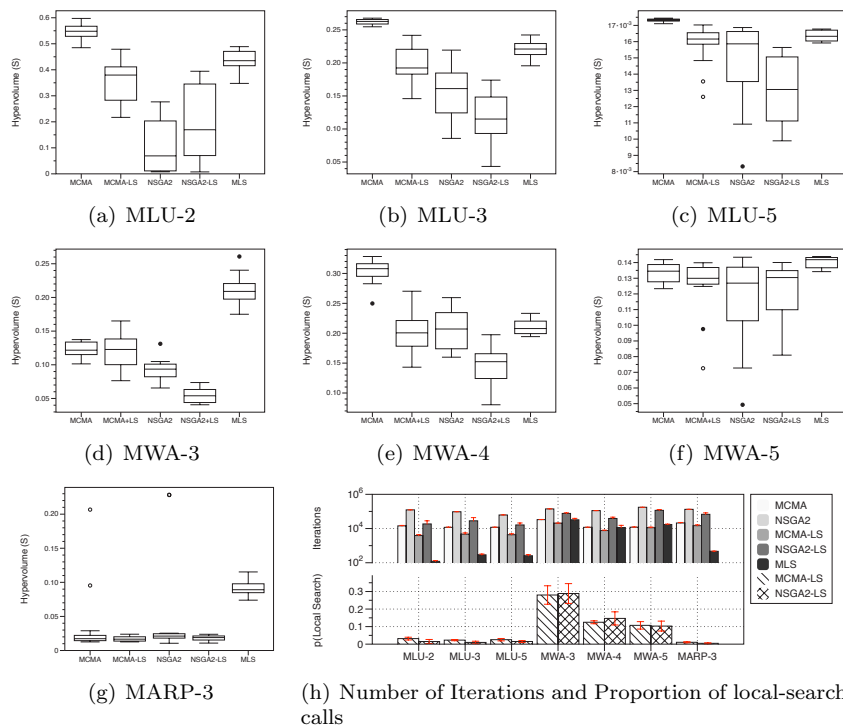 Hypervolume (S)
0.6
0.5
0.4
0.3
0.2
0.1
0
MCMA MCMA-LS NSGA2 NSGA2-LS MLS
(a) MLU-2
Hypervolume (S)
0.25
0.20
0.15
0.10
0.05
MCMA MCMA-LS NSGA2 NSGA2-LS MLS
(b) MLU-3
Hypervolume (S)
17·10⁻³
16
15
14
13
12
11
10
9
8·10⁻³
MCMA MCMA-LS NSGA2 NSGA2-LS MLS
(c) MLU-5
Hypervolume (S)
0.25
0.20
0.15
0.10
0.05
MCMA MCMA+LS NSGA2 NSGA2+LS MLS
(d) MWA-3
Hypervolume (S)
0.30
0.25
0.20
0.15
0.10
MCMA MCMA+LS NSGA2 NSGA2+LS MLS
(e) MWA-4
Hypervolume (S)
0.14
0.13
0.12
0.11
0.10
0.09
0.08
0.07
0.06
0.05
MCMA MCMA+LS NSGA2 NSGA2+LS MLS
(f) MWA-5
Hypervolume (S)
0.20
0.15
0.10
0.05
0.00
MCMA MCMA-LS NSGA2 NSGA2-LS MLS
(g) MARP-3
Iterations
10⁶
10⁴
10²
p(Local Search)
0.3
0.2
0.1
0
MLU-2 MLU-3 MLU-5 MWA-3 MWA-4 MWA-5 MARP-3
MCMA
NSGA2
MCMA-LS
NSGA2-LS
MLS
MCMA-LS
NSGA2-LS
(h) Number of Iterations and Proportion of local-search
calls